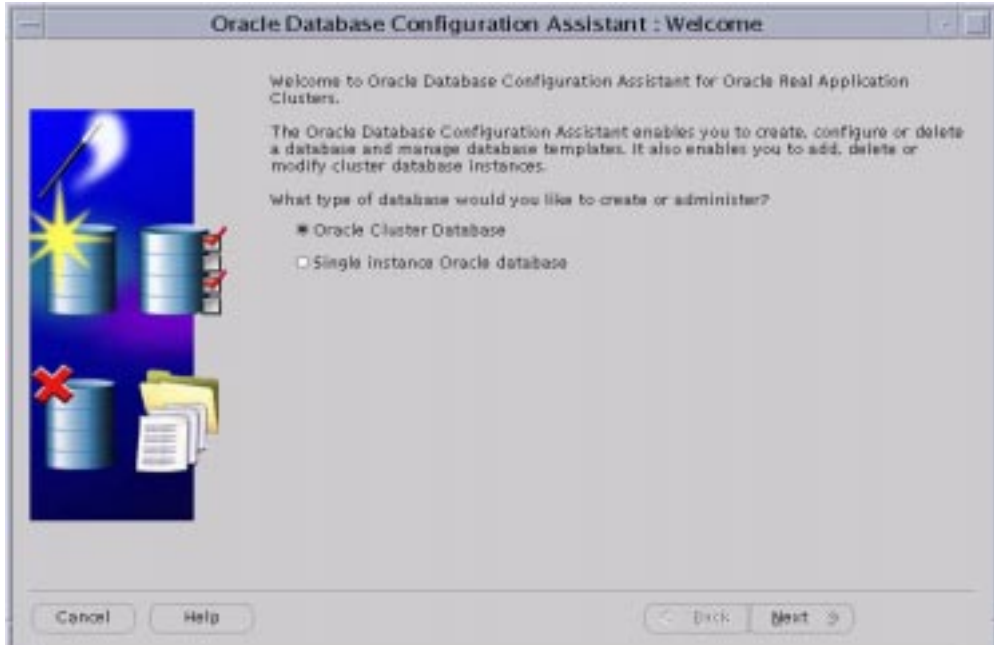 Oracle Database Configuration Assistant : Welcome
Welcome to Oracle Database Configuration Assistant for Oracle Real Application
Clusters.
The Oracle Database Configuration Assistant enables you to create, configure or delete
a database and manage database templates. It also enables you to add, delete or
modify cluster database instances.
What type of database would you like to create or administer?
Oracle Cluster Database
Single instance Oracle database
Cancel
Help
Back
Next